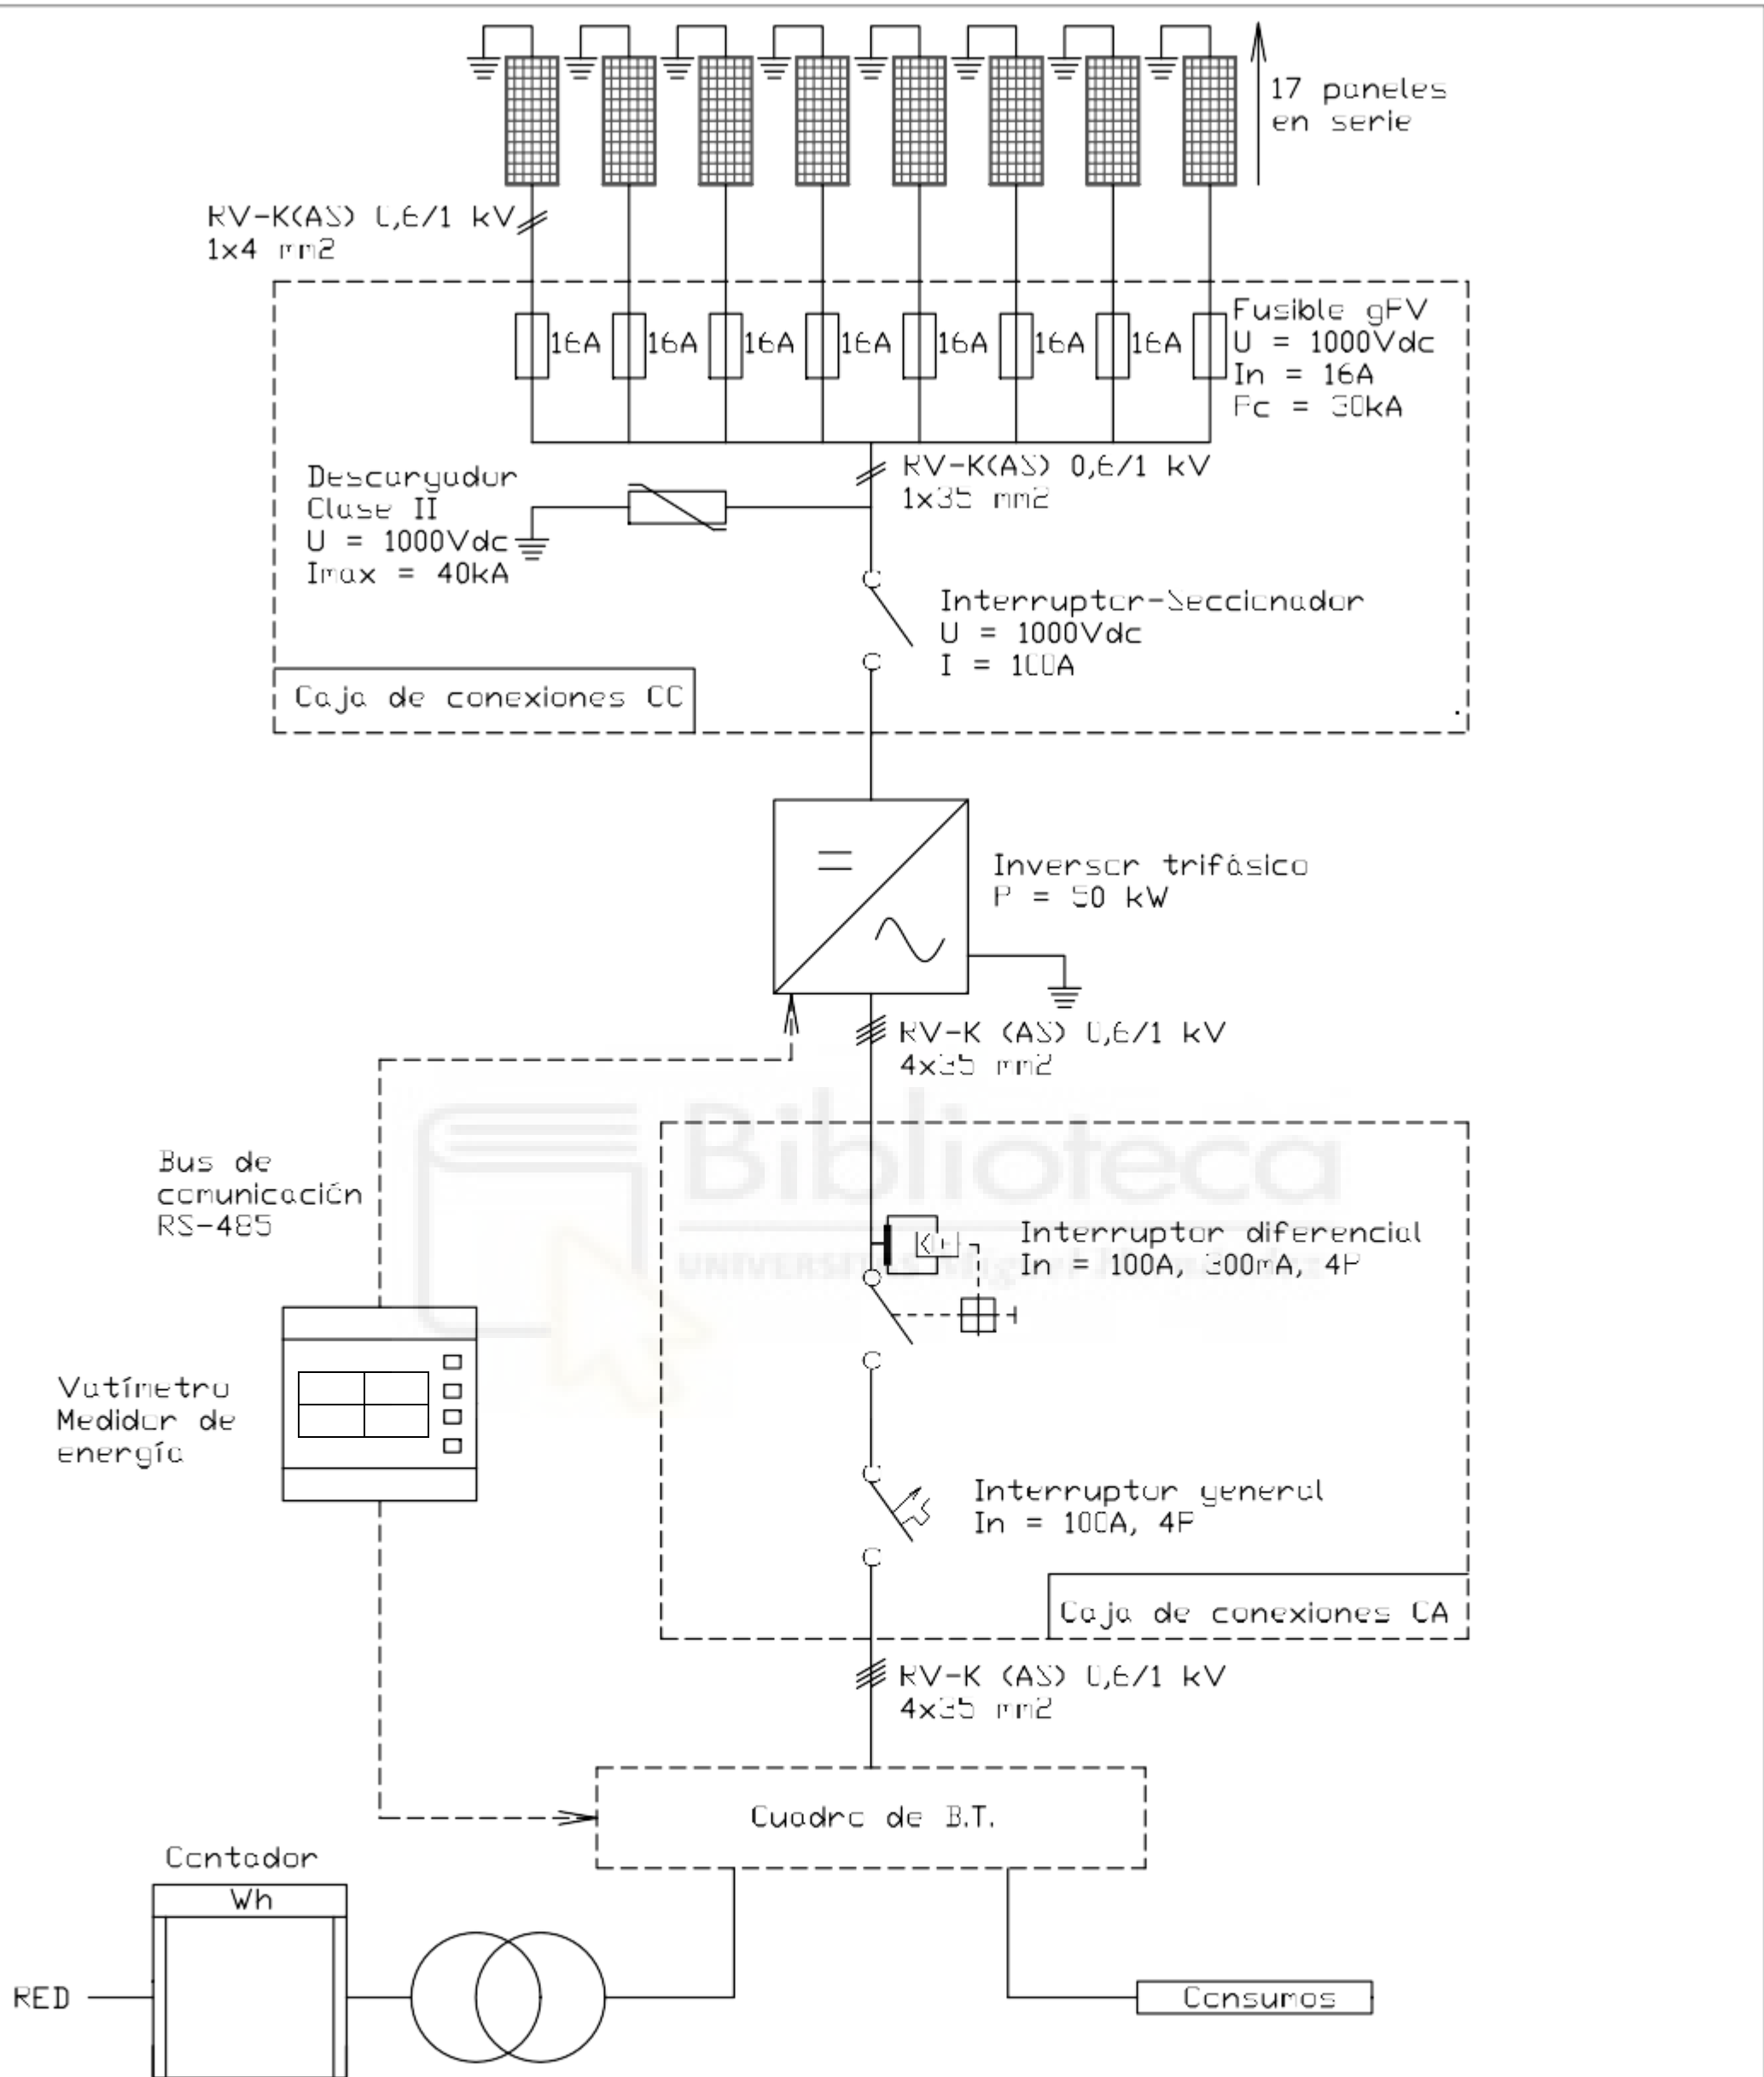 17 paneles
en serie
RV-K(AS) 0,6/1 kV
1x4 mm2
Fusible gPV
U = 1000Vdc
In = 16A
Pc = 30kA
16A 16A 16A 16A 16A 16A 16A
RV-K(AS) 0,6/1 kV
1x35 mm2
Descargador
Clase II
U = 1000Vdc
Imax = 40kA
Interruptor-Seccionador
U = 1000Vdc
I = 100A
Caja de conexiones CC
Inversor trifásico
P = 50 kW
RV-K (AS) 0,6/1 kV
4x35 mm2
Biblioteca
UNIVERSITAS Miguel Hernández
Bus de
comunicación
RS-485
Interruptor diferencial
In = 100A, 300mA, 4P
Vatímetro
Medidor de
energía
Interruptor general
In = 100A, 4P
Caja de conexiones CA
RV-K (AS) 0,6/1 kV
4x35 mm2
Cuadro de B.T.
Contador
Wh
RED
Consumos